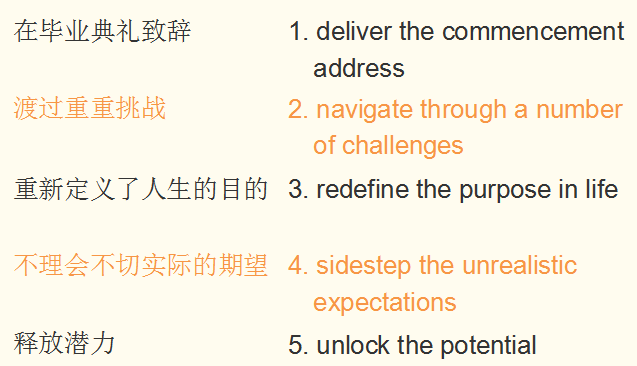 在毕业典礼致辞 1. deliver the commencement
address
渡过重重挑战 2. navigate through a number
of challenges
重新定义了人生的目的 3. redefine the purpose in life
不理会不切实际的期望 4. sidestep the unrealistic
expectations
释放潜力 5. unlock the potential